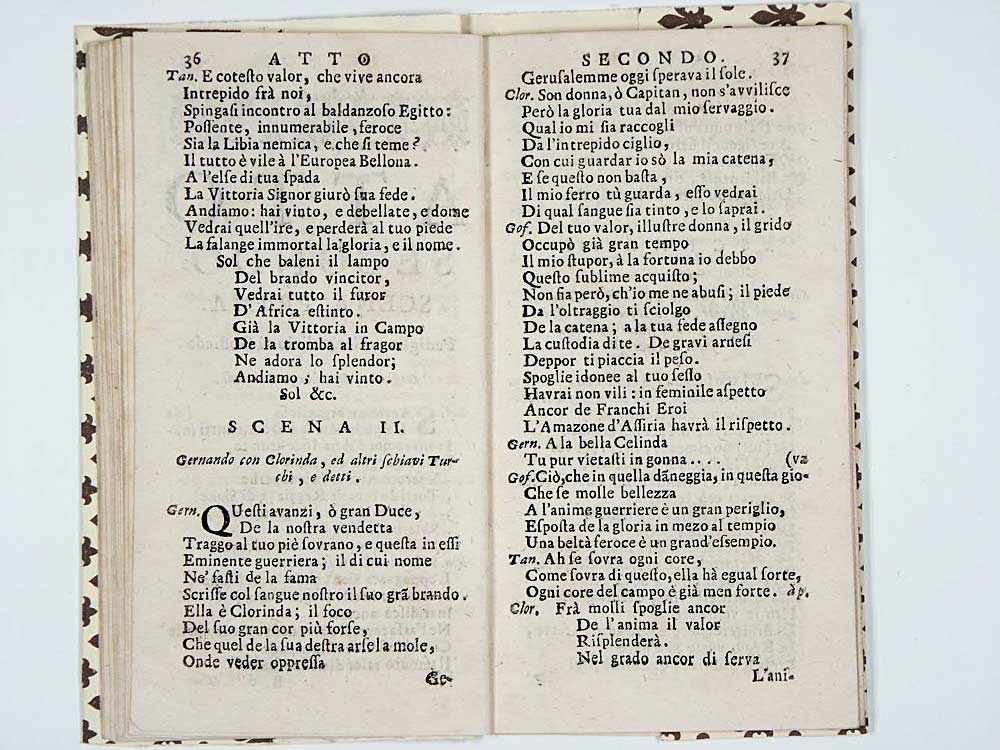 36 ATTO
Tan. E cotesto valor, che vive ancora
Intrepido frà noi,
Spingasi incontro al baldanzoso Egitto:
Possente, innumerabile, feroce
Sia la Libia nemica, e che si teme?
Il tutto è vile à l'Europea Bellona.
A l'else di tua spada
La Vittoria Signor giurò sua fede.
Andiamo: hai vinto, e debellate, e dome
Vedrai quell'ire, e perderà al tuo piede
La falange immortal la gloria, e il nome.
Sol che baleni il lampo
Del brando vincitor,
Vedrai tutto il furor
D'Africa estinto.
Già la Vittoria in Campo
De la tromba al fragor
Ne adora lo splendor;
Andiamo; hai vinto.
Sol &c.
SCENA II.
Gernando con Clorinda, ed altri schiavi Tur-
chi, e detti.
Gern. QUesti avanzi, ò gran Duce,
De la nostra vendetta
Traggo al tuo piè sovrano, e questa in essi
Eminente guerriera; il di cui nome
Ne' fasti de la fama
Scrisse col sangue nostro il suo grã brando.
Ella è Clorinda; il foco
Del suo gran cor più forse,
Che quel de la sua destra arse la mole,
Onde veder oppressa
Ge-
SECONDO. 37
Gerusalemme oggi sperava il sole.
Clor. Son donna, ò Capitan, non s'avvilisce
Però la gloria tua dal mio servaggio.
Qual io mi sia raccogli
Da l'intrepido ciglio,
Con cui guardar io sò la mia catena,
E se questo non basta,
Il mio ferro tù guarda, esso vedrai
Di qual sangue sia tinto, e lo saprai.
Gof. Del tuo valor, illustre donna, il grido
Occupò già gran tempo
Il mio stupor, à la fortuna io debbo
Questo sublime acquisto;
Non sia però, ch'io me ne abusi; il piede
Da l'oltraggio ti sciolgo
De la catena; a la tua fede assegno
La custodia di te. De gravi arnesi
Deppor ti piaccia il peso.
Spoglie idonee al tuo sesso
Havrai non vili: in feminile aspetto
Ancor de Franchi Eroi
L'Amazone d'Assiria havrà il rispetto.
Gern. A la bella Celinda
Tu pur vietasti in gonna.... (va
Gof. Ciò, che in quella dãneggia, in questa gio-
Che se molle bellezza
A l'anime guerriere è un gran periglio,
Esposta de la gloria in mezo al tempio
Una beltà feroce è un grand'essempio.
Tan. Ah se sovra ogni core,
Come sovra di questo, ella hà egual sorte,
Ogni core del campo è già men forte. àp.
Clor. Frà molli spoglie ancor
De l'anima il valor
Risplenderà.
Nel grado ancor di serva
L'ani-